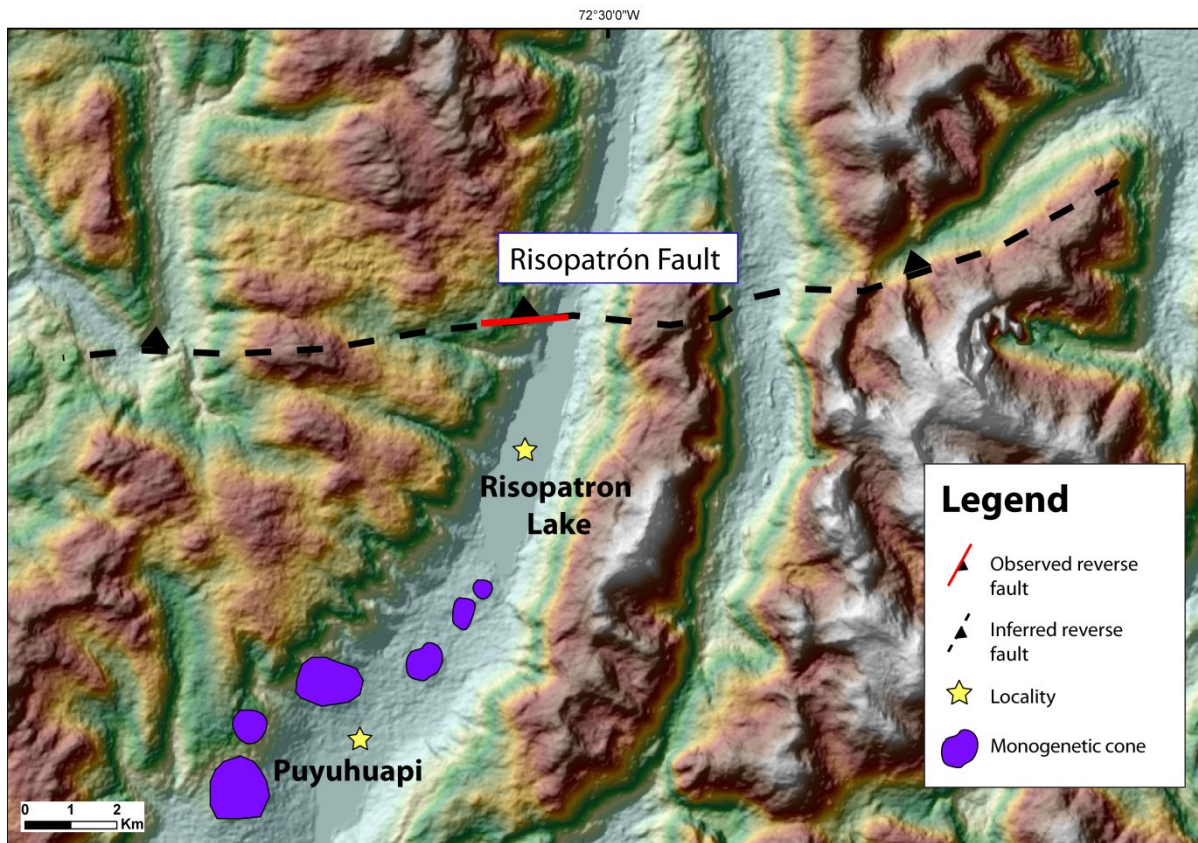 72°30'0"W
Risopatrón Fault
Risopatron
Lake
Puyuhuapi
0 1 2
Km
Legend
Observed reverse
fault
Inferred reverse
fault
Locality
Monogenetic cone